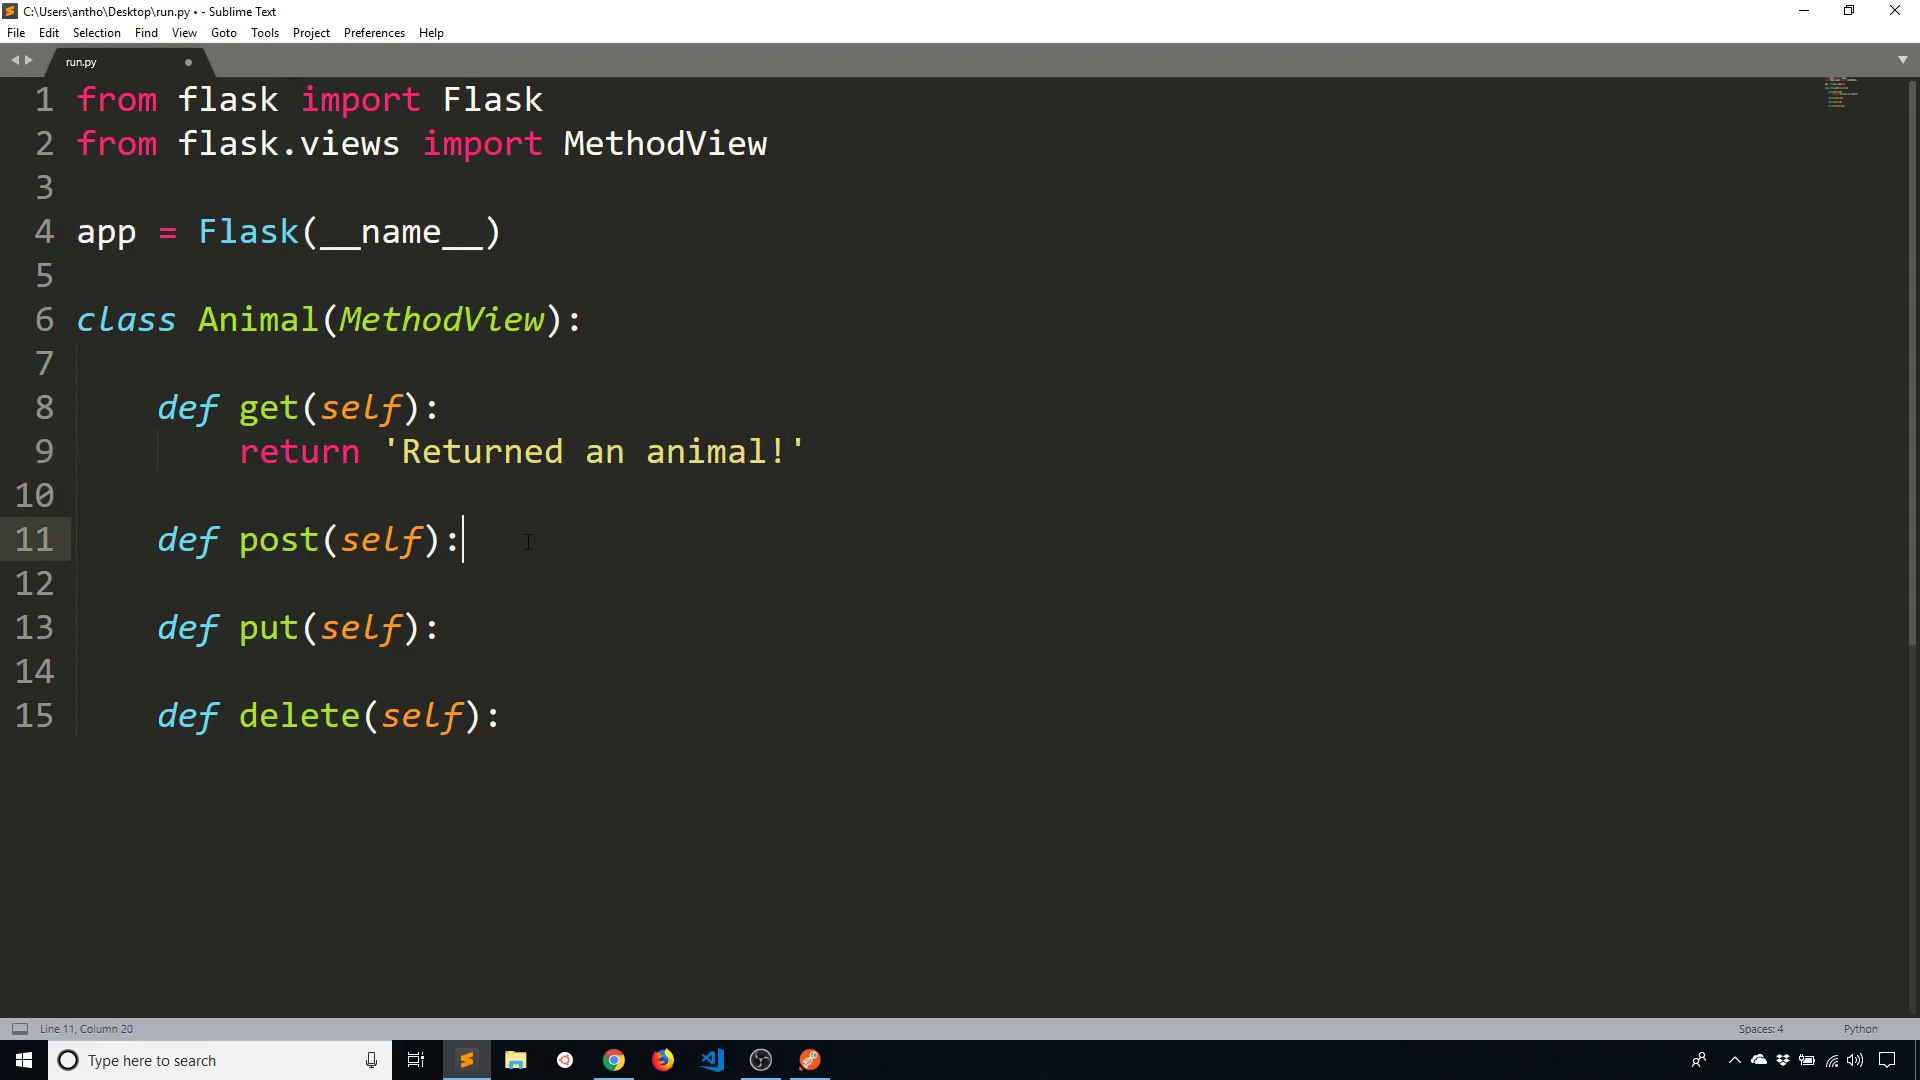 C:\Users\antho\Desktop\run.py • - Sublime Text
File Edit Selection Find View Goto Tools Project Preferences Help
run.py
1 from flask import Flask
2 from flask.views import MethodView
3
4 app = Flask(__name__)
5
6 class Animal(MethodView):
7
8     def get(self):
9         return 'Returned an animal!'
10
11     def post(self):
12
13     def put(self):
14
15     def delete(self):
Line 11, Column 20
Spaces: 4
Python
Type here to search